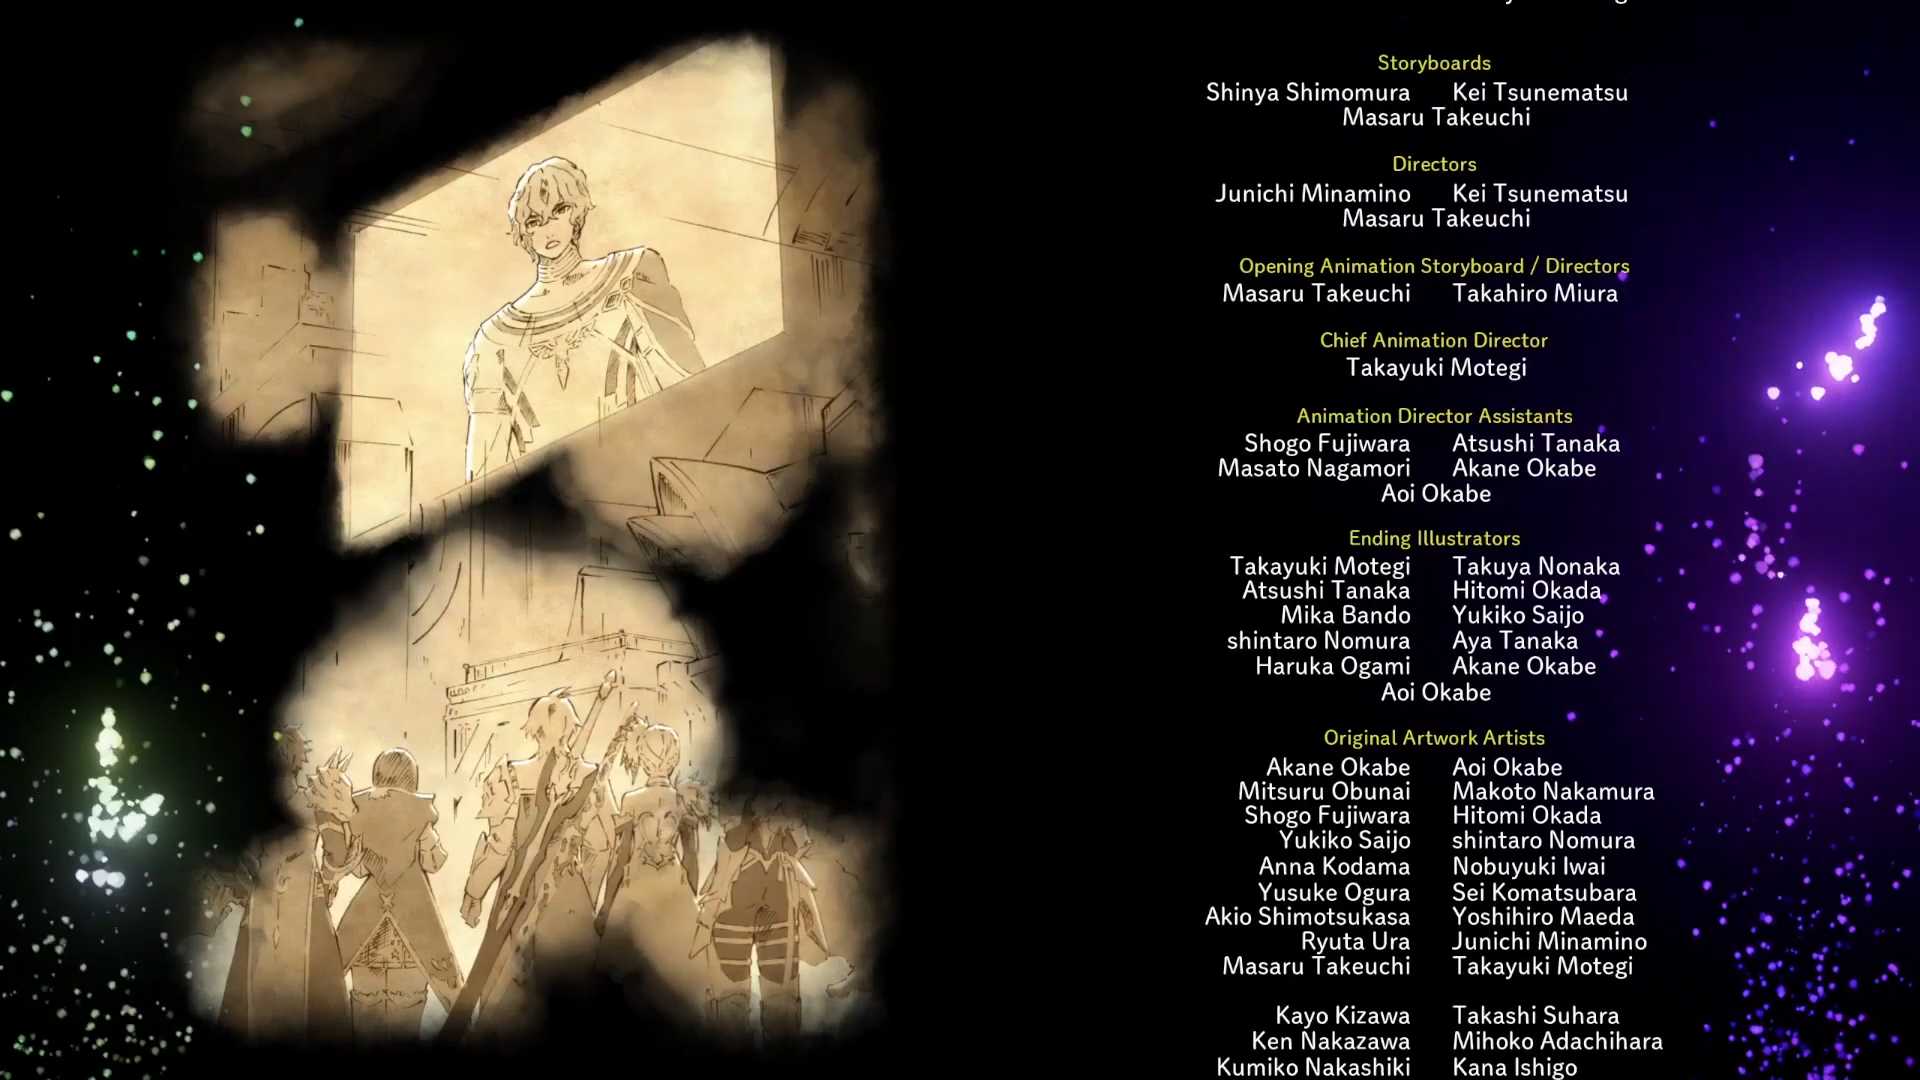 Storyboards
Shinya Shimomura Kei Tsunematsu
Masaru Takeuchi
Directors
Junichi Minamino Kei Tsunematsu
Masaru Takeuchi
Opening Animation Storyboard / Directors
Masaru Takeuchi Takahiro Miura
Chief Animation Director
Takayuki Motegi
Animation Director Assistants
Shogo Fujiwara Atsushi Tanaka
Masato Nagamori Akane Okabe
Aoi Okabe
Ending Illustrators
Takayuki Motegi Takuya Nonaka
Atsushi Tanaka Hitomi Okada
Mika Bando Yukiko Saijo
shintaro Nomura Aya Tanaka
Haruka Ogami Akane Okabe
Aoi Okabe
Original Artwork Artists
Akane Okabe Aoi Okabe
Mitsuru Obunai Makoto Nakamura
Shogo Fujiwara Hitomi Okada
Yukiko Saijo shintaro Nomura
Anna Kodama Nobuyuki Iwai
Yusuke Ogura Sei Komatsubara
Akio Shimotsukasa Yoshihiro Maeda
Ryuta Ura Junichi Minamino
Masaru Takeuchi Takayuki Motegi
Kayo Kizawa Takashi Suhara
Ken Nakazawa Mihoko Adachihara
Kumiko Nakashiki Kana Ishigo